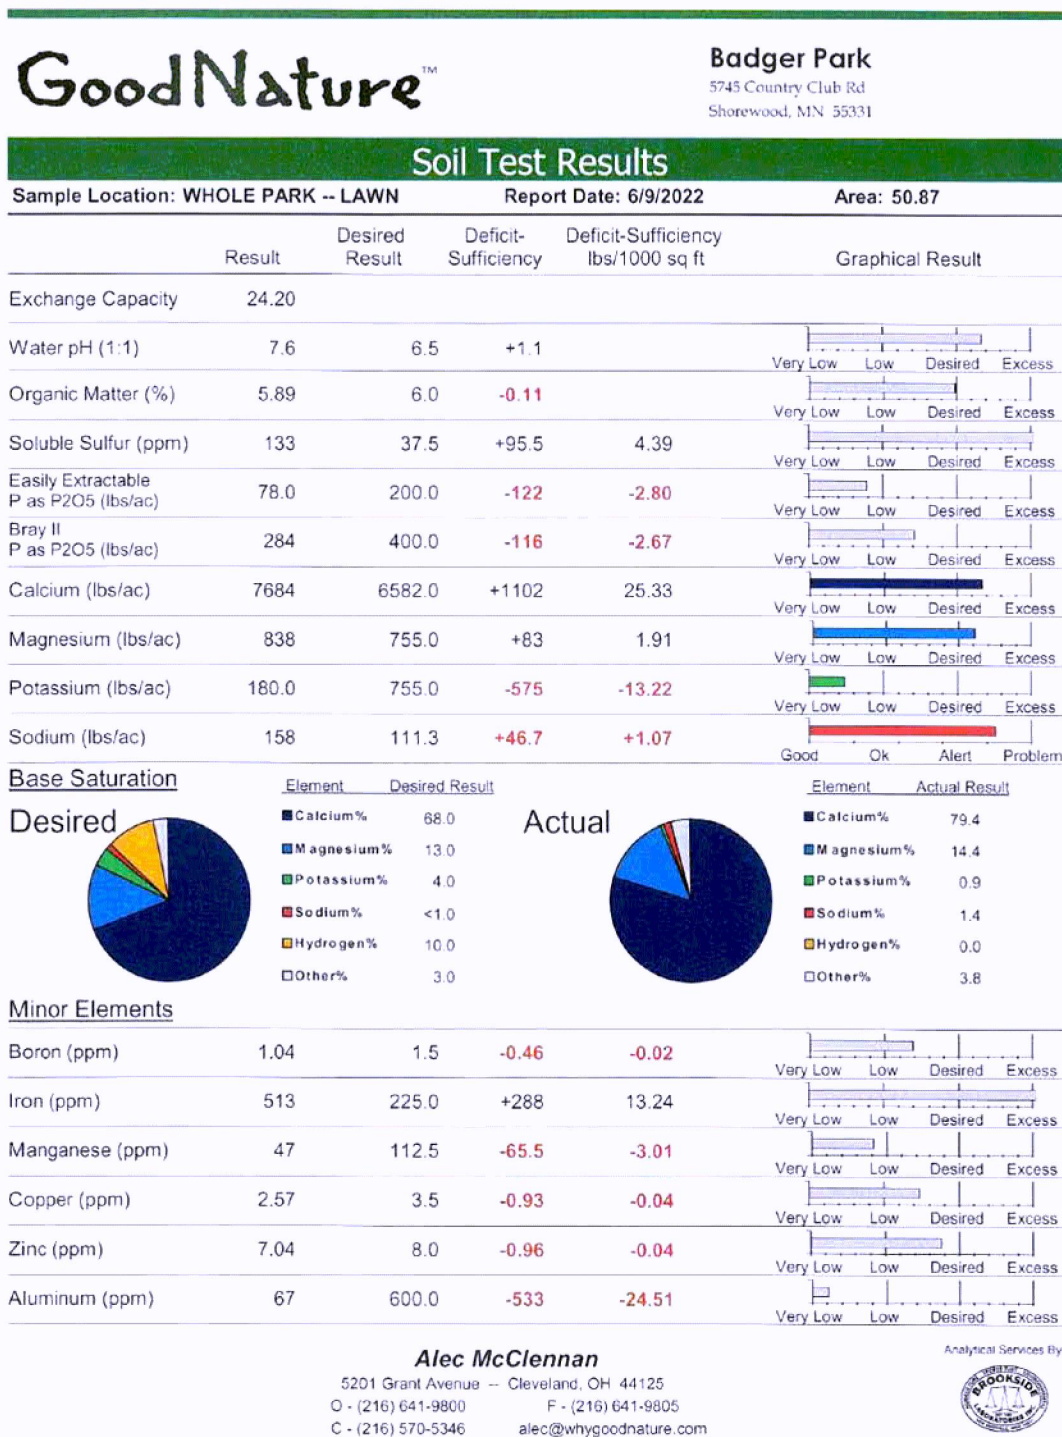 GoodNature™
Badger Park
5745 Country Club Rd
Shorewood, MN 55331
Soil Test Results
Sample Location: WHOLE PARK -- LAWN Report Date: 6/9/2022 Area: 50.87
Result Desired Result Deficit-Sufficiency Deficit-Sufficiency lbs/1000 sq ft Graphical Result
Exchange Capacity 24.20
Water pH (1:1) 7.6 6.5 +1.1
Very Low Low Desired Excess
Organic Matter (%) 5.89 6.0 -0.11
Very Low Low Desired Excess
Soluble Sulfur (ppm) 133 37.5 +95.5 4.39
Very Low Low Desired Excess
Easily Extractable
P as P2O5 (lbs/ac) 78.0 200.0 -122 -2.80
Very Low Low Desired Excess
Bray II
P as P2O5 (lbs/ac) 284 400.0 -116 -2.67
Very Low Low Desired Excess
Calcium (lbs/ac) 7684 6582.0 +1102 25.33
Very Low Low Desired Excess
Magnesium (lbs/ac) 838 755.0 +83 1.91
Very Low Low Desired Excess
Potassium (lbs/ac) 180.0 755.0 -575 -13.22
Very Low Low Desired Excess
Sodium (lbs/ac) 158 111.3 +46.7 +1.07
Good Ok Alert Problem
Base Saturation
Desired
Element Desired Result
Calcium% 68.0
Magnesium% 13.0
Potassium% 4.0
Sodium% <1.0
Hydrogen% 10.0
Other% 3.0
Actual
Element Actual Result
Calcium% 79.4
Magnesium% 14.4
Potassium% 0.9
Sodium% 1.4
Hydrogen% 0.0
Other% 3.8
Minor Elements
Boron (ppm) 1.04 1.5 -0.46 -0.02
Very Low Low Desired Excess
Iron (ppm) 513 225.0 +288 13.24
Very Low Low Desired Excess
Manganese (ppm) 47 112.5 -65.5 -3.01
Very Low Low Desired Excess
Copper (ppm) 2.57 3.5 -0.93 -0.04
Very Low Low Desired Excess
Zinc (ppm) 7.04 8.0 -0.96 -0.04
Very Low Low Desired Excess
Aluminum (ppm) 67 600.0 -533 -24.51
Very Low Low Desired Excess
Alec McClennan
5201 Grant Avenue -- Cleveland, OH 44125
O - (216) 641-9800 F - (216) 641-9805
C - (216) 570-5346 alec@whygoodnature.com
Analytical Services By
BROOKSIDE
LABORATORIES INC